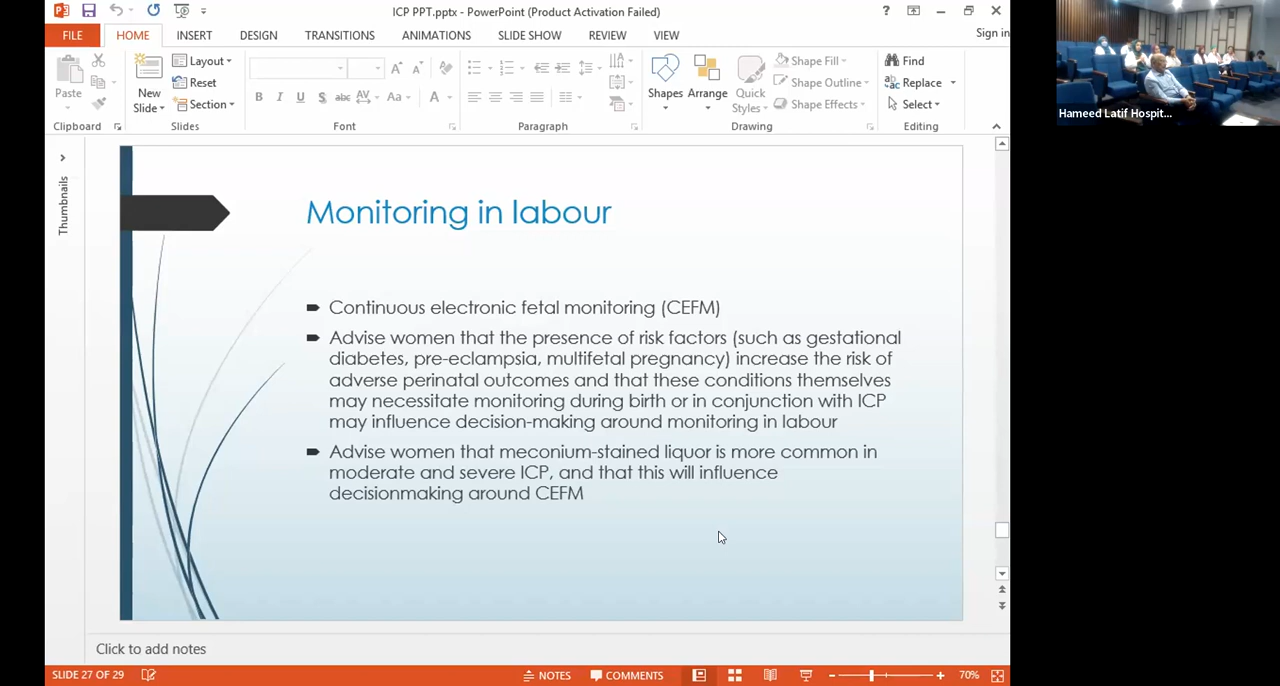 ICP PPT.pptx - PowerPoint (Product Activation Failed)
?
FILE HOME INSERT DESIGN TRANSITIONS ANIMATIONS SLIDE SHOW REVIEW VIEW Sign in
Paste
Clipboard
New
Slide
Layout
Reset
Section
Slides
B I U S abc AV Aa A
Font
Paragraph
Shapes
Arrange
Quick
Styles
Shape Fill
Shape Outline
Shape Effects
Drawing
Find
Replace
Select
Editing
Hameed Latif Hospit...
Thumbnails
Monitoring in labour
Continuous electronic fetal monitoring (CEFM)
Advise women that the presence of risk factors (such as gestational
diabetes, pre-eclampsia, multifetal pregnancy) increase the risk of
adverse perinatal outcomes and that these conditions themselves
may necessitate monitoring during birth or in conjunction with ICP
may influence decision-making around monitoring in labour
Advise women that meconium-stained liquor is more common in
moderate and severe ICP, and that this will influence
decisionmaking around CEFM
Click to add notes
SLIDE 27 OF 29
NOTES
COMMENTS
70%